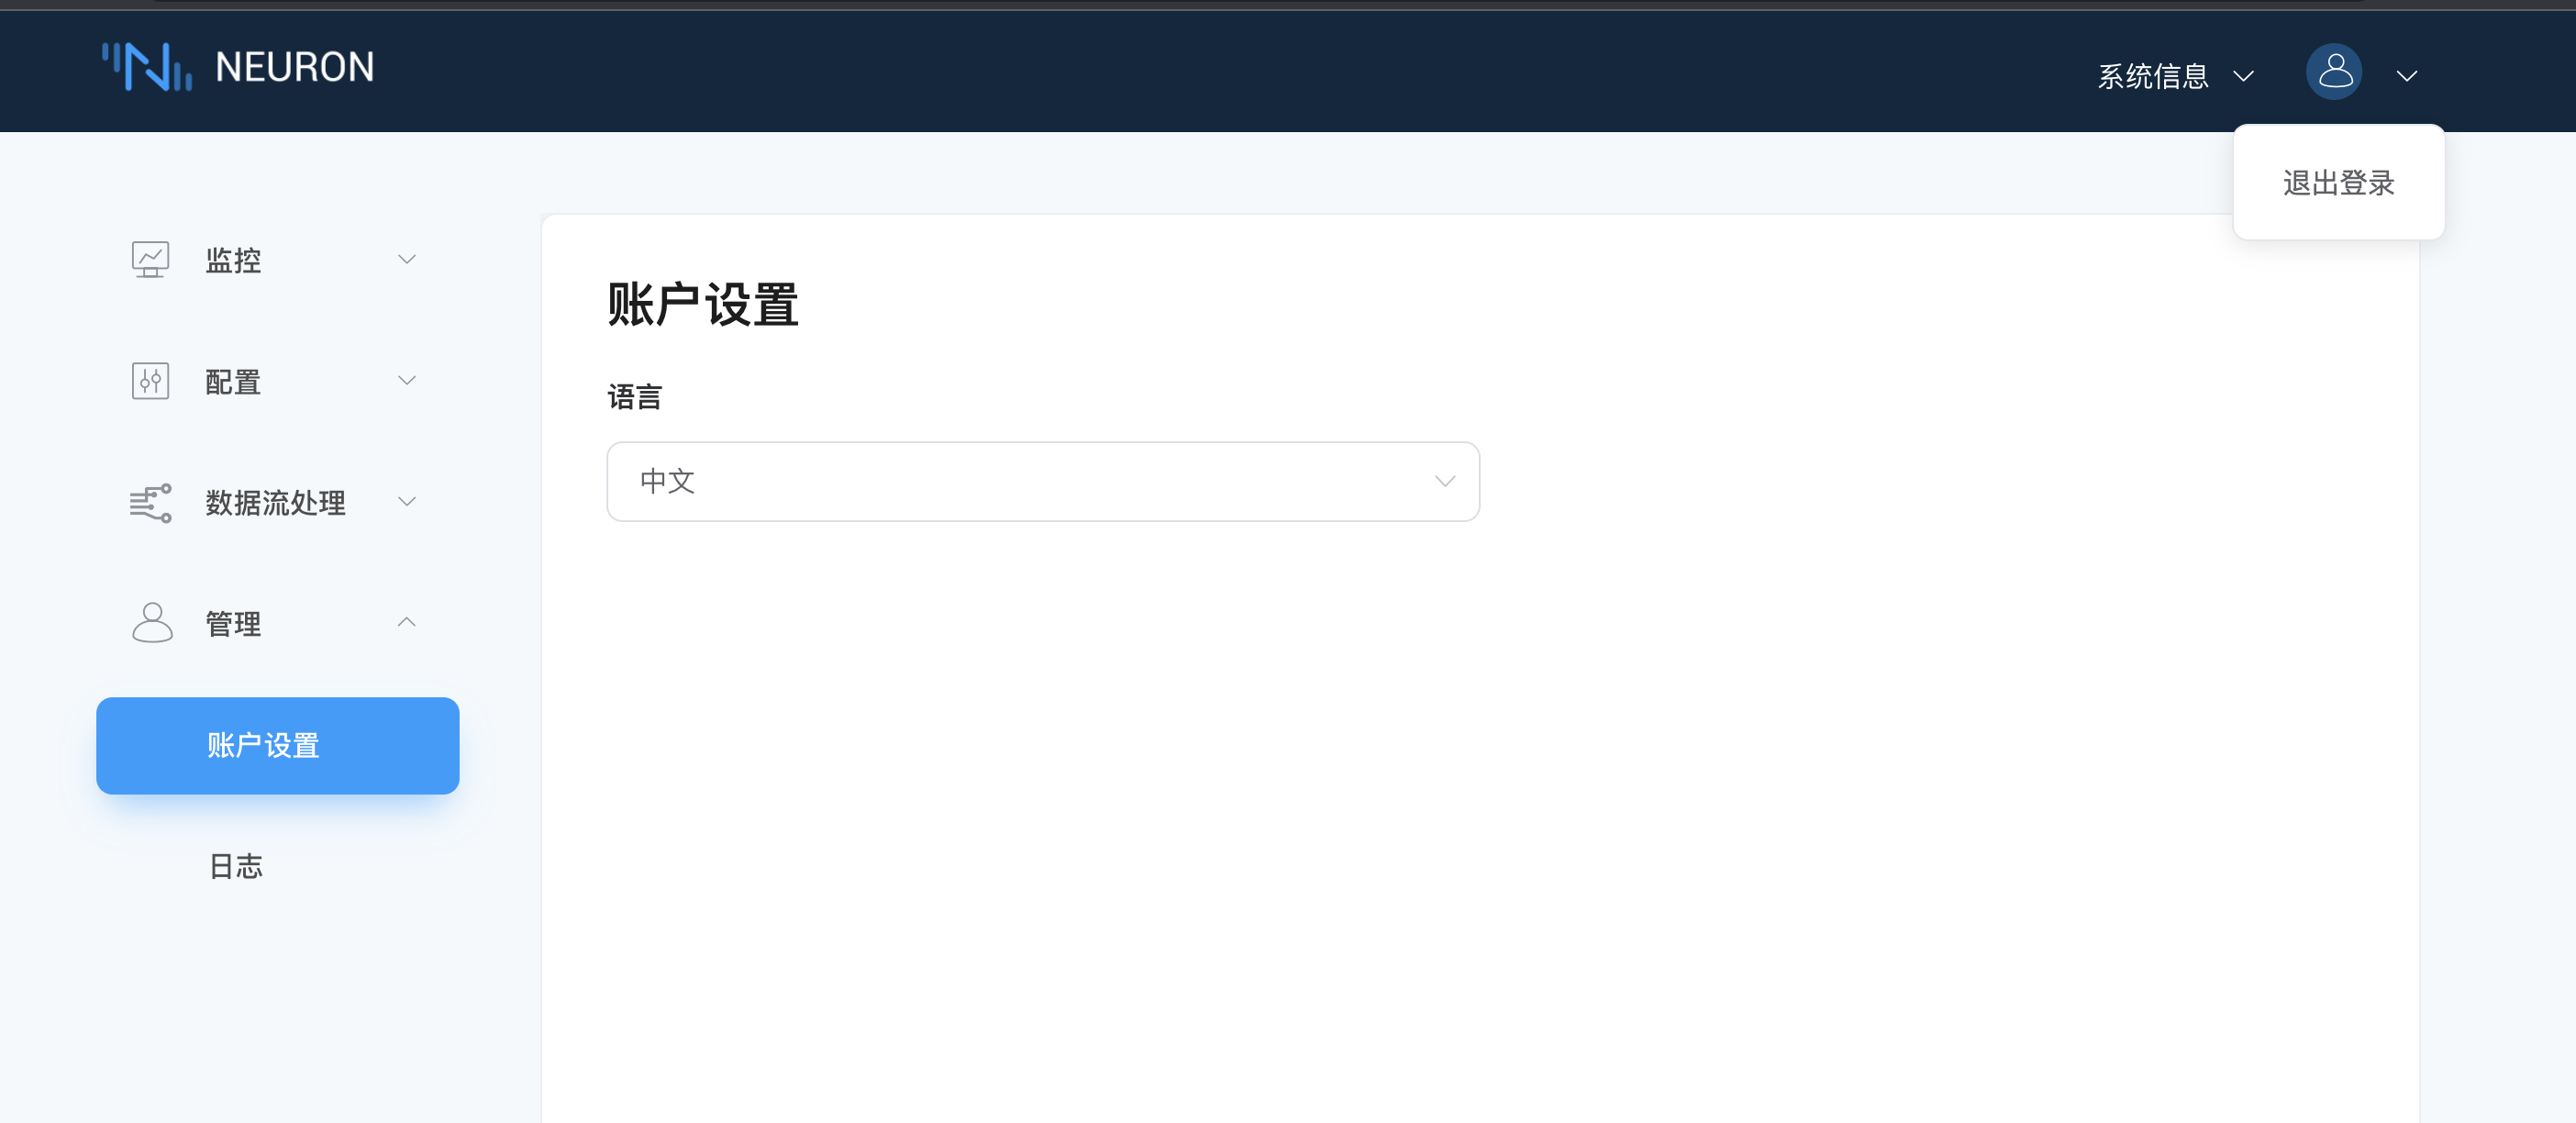 NEURON
系统信息
退出登录
监控
配置
数据流处理
管理
账户设置
日志
账户设置
语言
中文